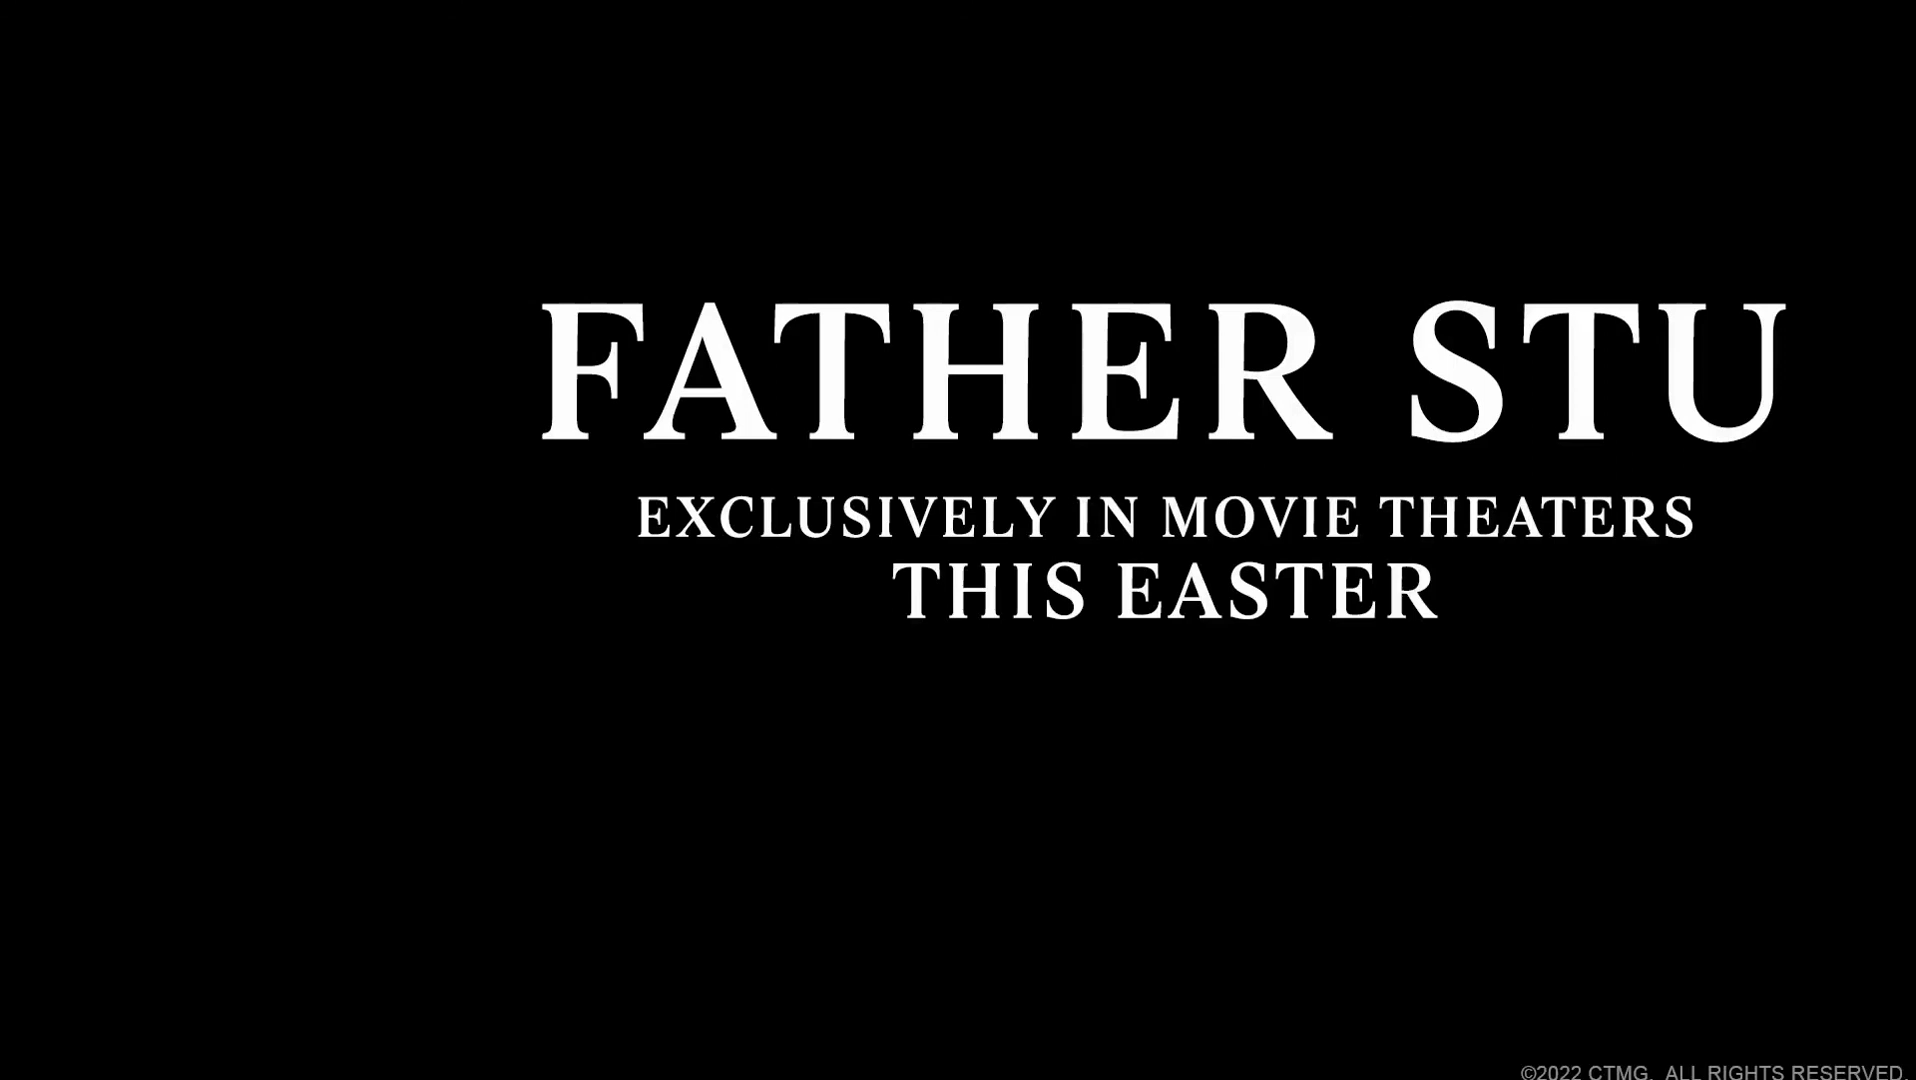 FATHER STU
EXCLUSIVELY IN MOVIE THEATERS
THIS EASTER
©2022 CTMG. ALL RIGHTS RESERVED.